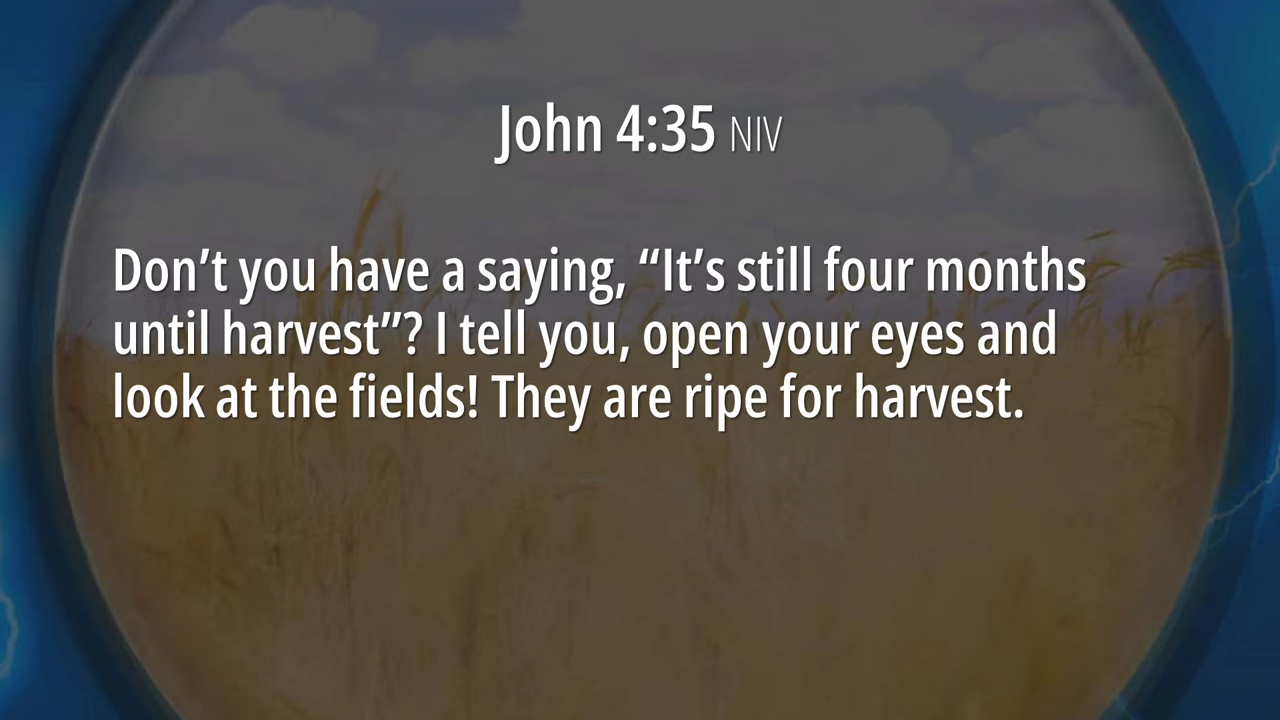 John 4:35 NIV
Don’t you have a saying, “It’s still four months
until harvest”? I tell you, open your eyes and
look at the fields! They are ripe for harvest.